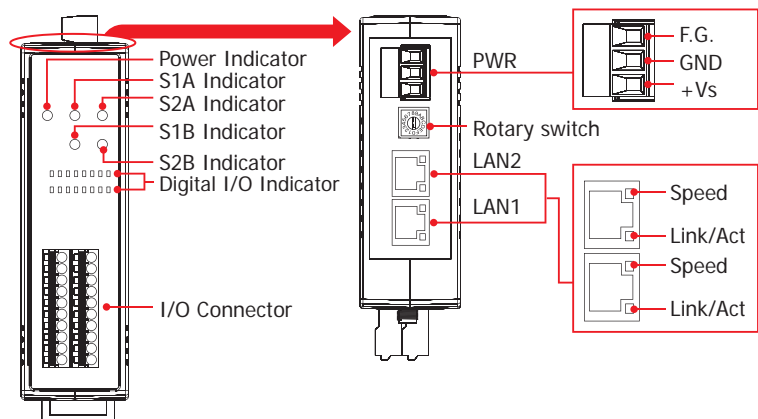 Power Indicator
S1A Indicator
S2A Indicator
S1B Indicator
S2B Indicator
Digital I/O Indicator
I/O Connector
PWR
Rotary switch
LAN2
LAN1
F.G.
GND
+Vs
Speed
Link/Act
Speed
Link/Act